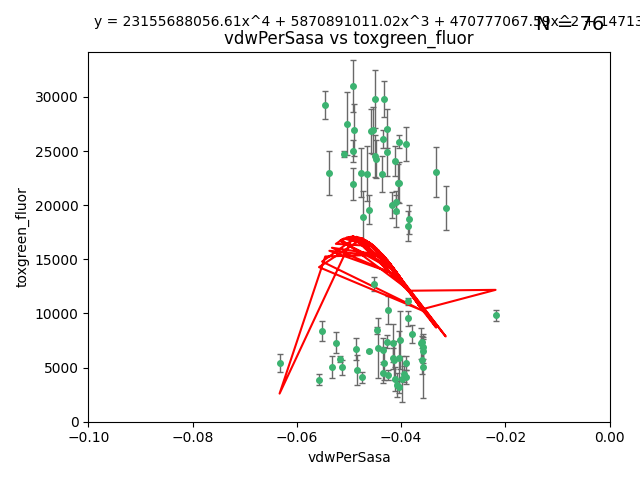 y = 23155688056.61x^4 + 5870891011.02x^3 + 470777067.59x^2 + 14713
N = 76
vdwPerSasa vs toxgreen_fluor
30000
25000
20000
15000
10000
5000
0
toxgreen_fluor
−0.10 −0.08 −0.06 −0.04 −0.02 0.00
vdwPerSasa